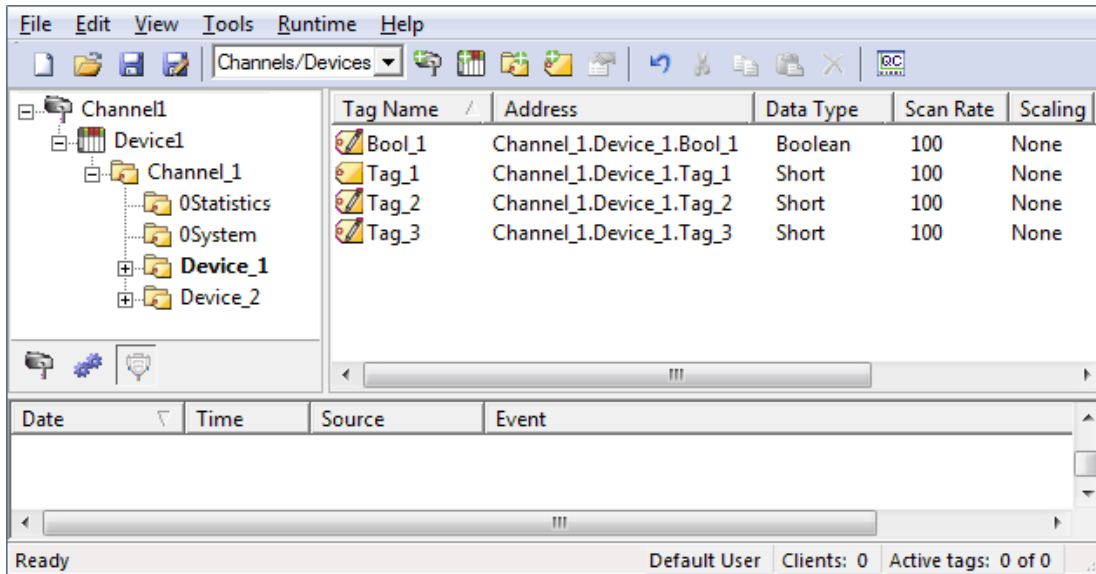 File Edit View Tools Runtime Help
Channels/Devices
QC
Channel1
Device1
Channel_1
0Statistics
0System
Device_1
Device_2
Tag Name Address Data Type Scan Rate Scaling
Bool_1 Channel_1.Device_1.Bool_1 Boolean 100 None
Tag_1 Channel_1.Device_1.Tag_1 Short 100 None
Tag_2 Channel_1.Device_1.Tag_2 Short 100 None
Tag_3 Channel_1.Device_1.Tag_3 Short 100 None
Date Time Source Event
Ready Default User Clients: 0 Active tags: 0 of 0